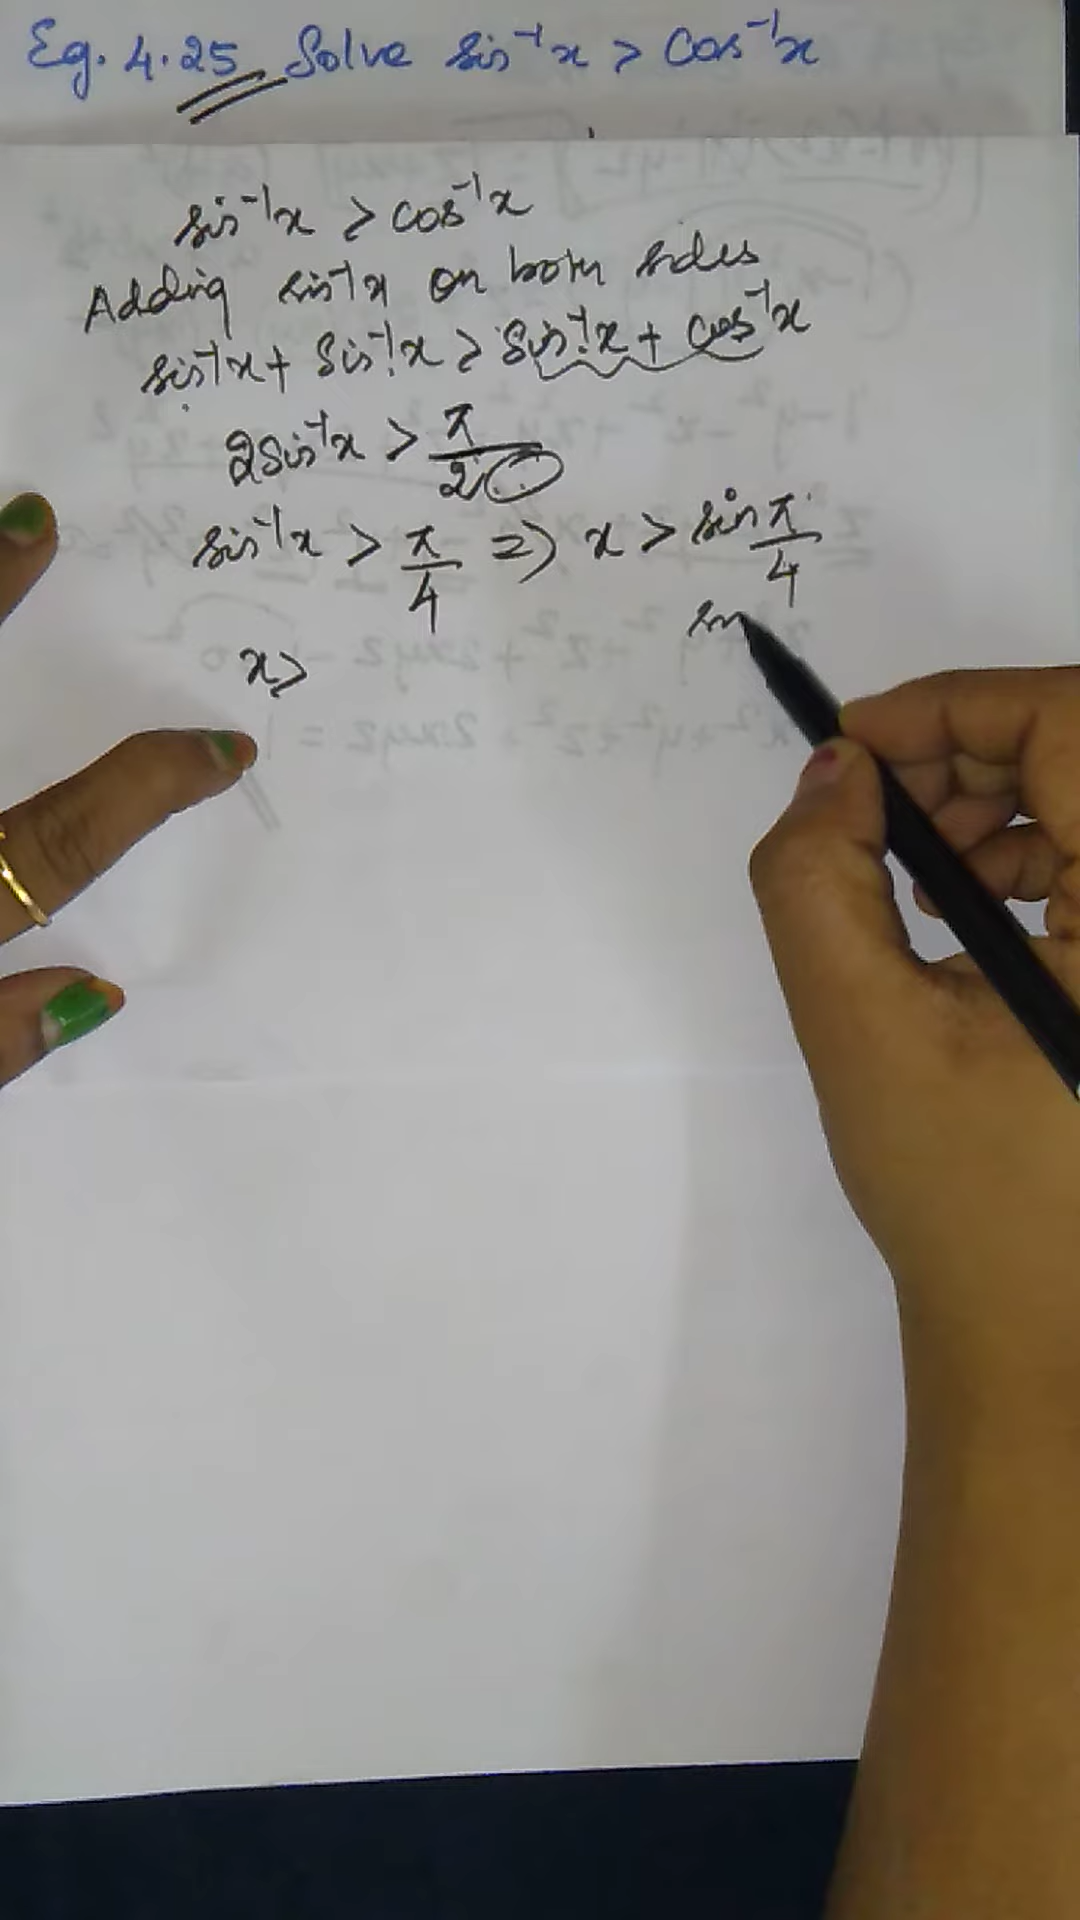 Eg. 4.25 Solve sin⁻¹x > cos⁻¹x
sin⁻¹x > cos⁻¹x
Adding sin⁻¹x on both sides
sin⁻¹x + sin⁻¹x > sin⁻¹x + cos⁻¹x
2sin⁻¹x > π/2
sin⁻¹x > π/4 => x > sin π/4
sin
x >